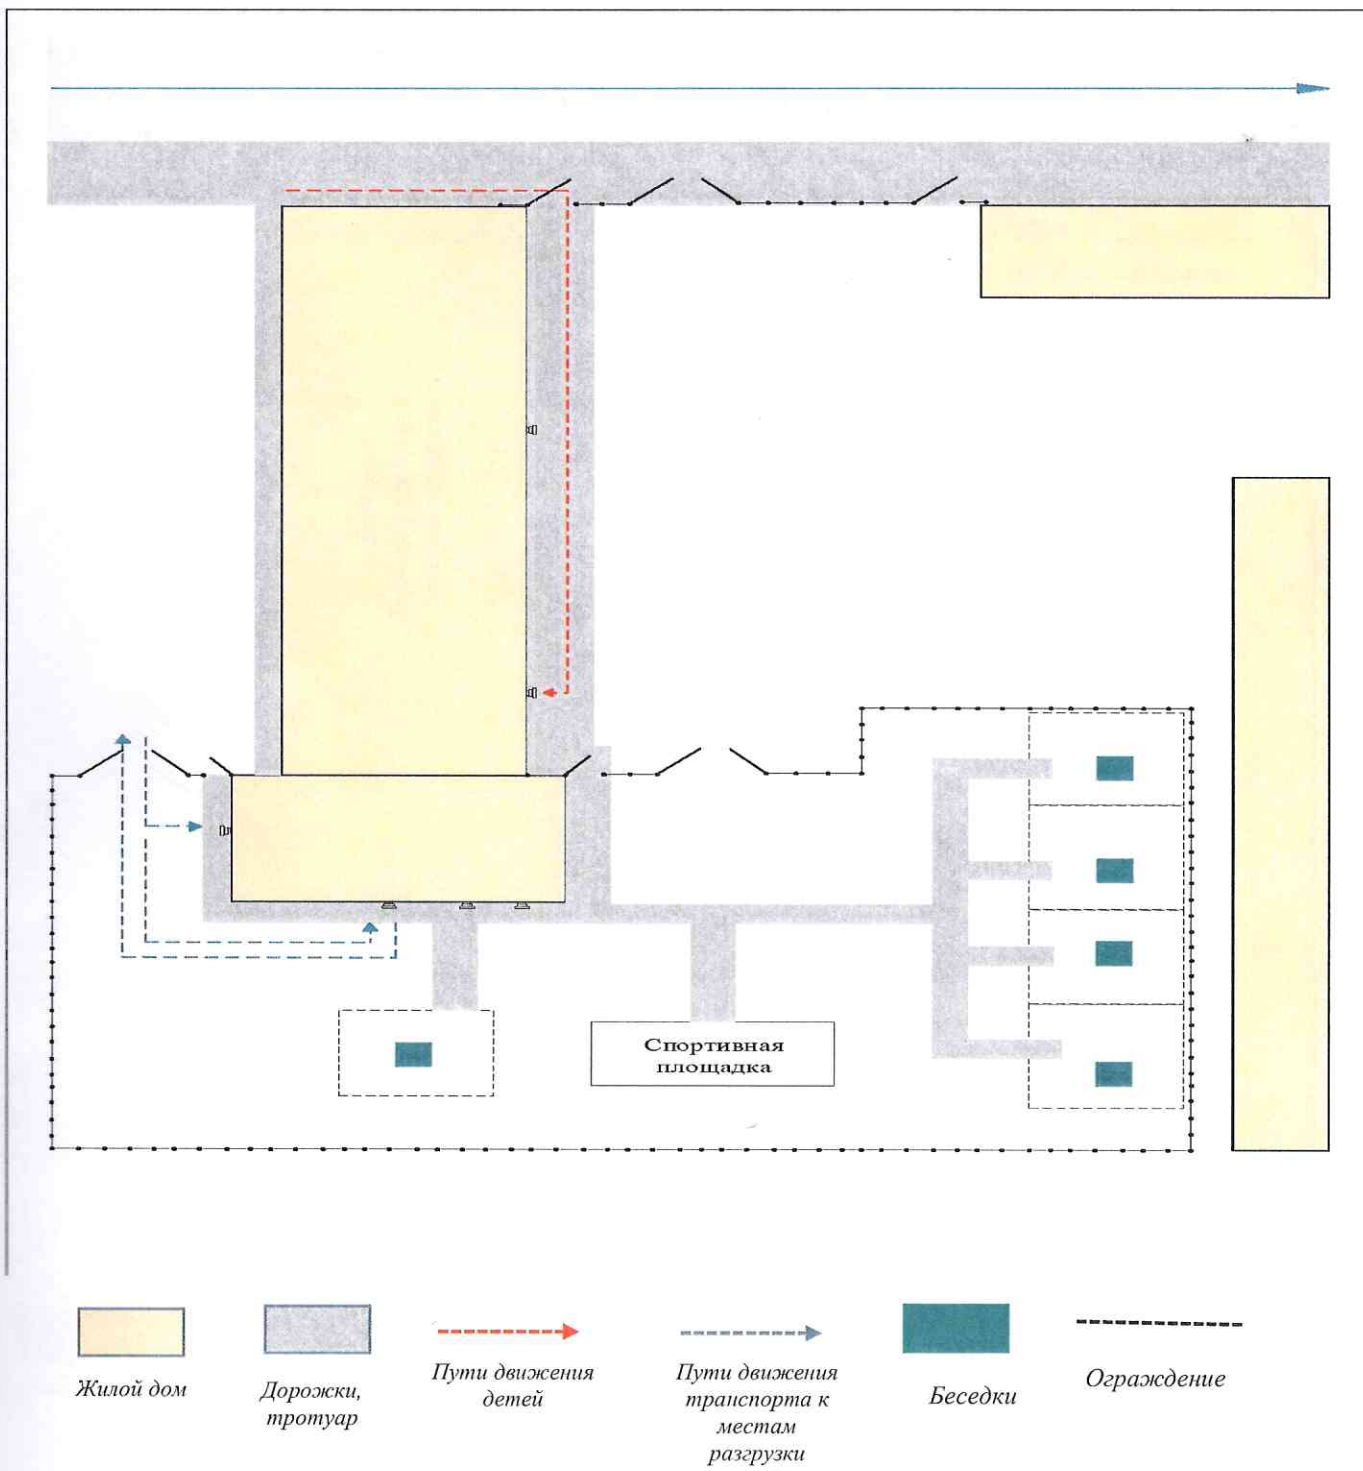 Спортивная
площадка
Жилой дом
Дорожки,
тротуар
Пути движения
детей
Пути движения
транспорта к
местам
разгрузки
Беседки
Ограждение